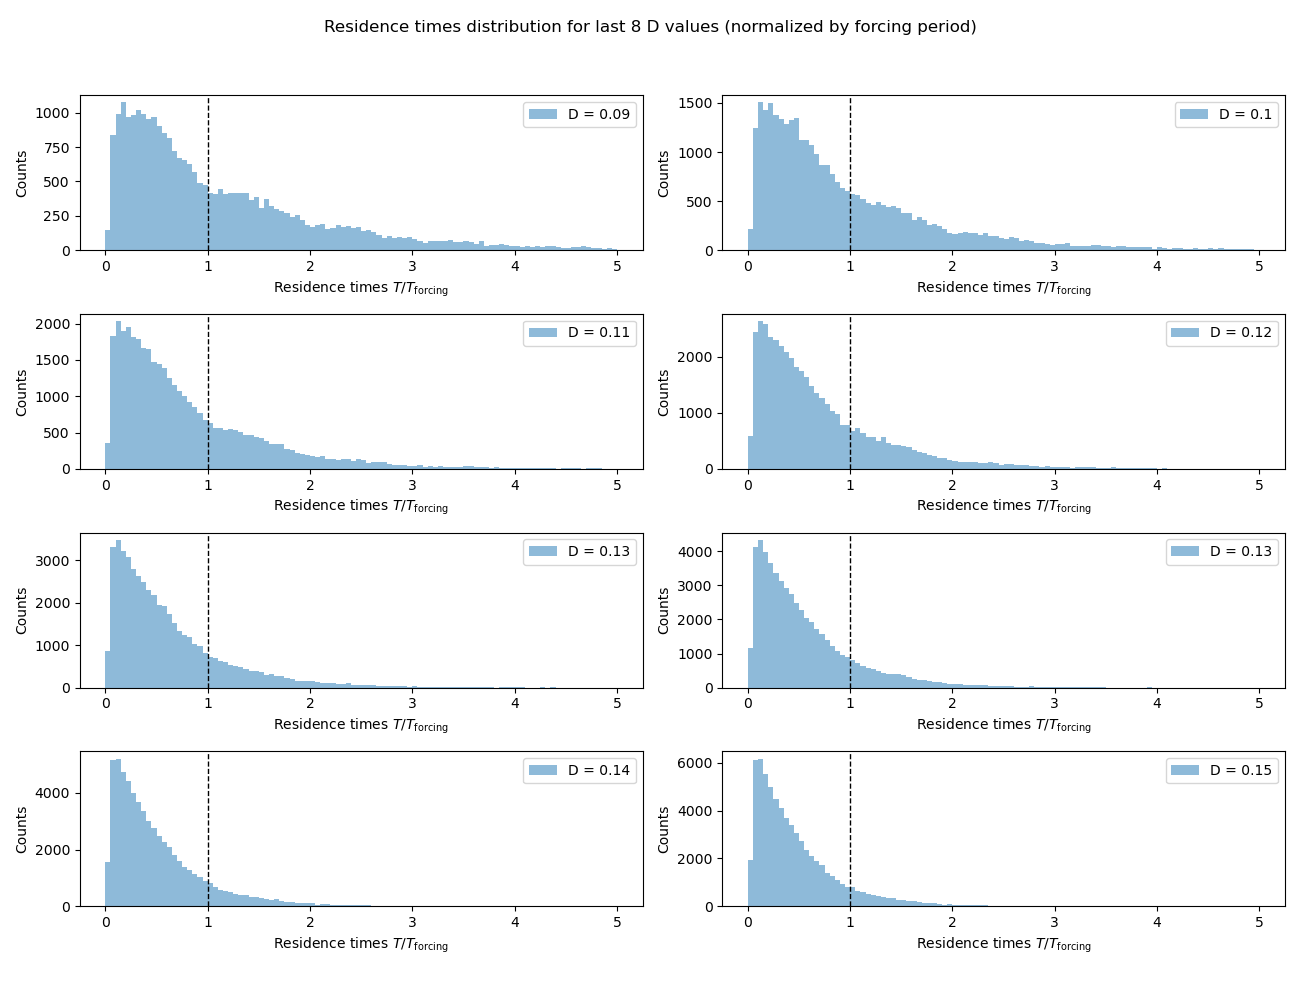 Residence times distribution for last 8 D values (normalized by forcing period)
1000
750
500
250
0
Counts
D = 0.09
0 1 2 3 4 5
Residence times T/T_forcing
1500
1000
500
0
Counts
D = 0.1
0 1 2 3 4 5
Residence times T/T_forcing
2000
1500
1000
500
0
Counts
D = 0.11
0 1 2 3 4 5
Residence times T/T_forcing
2000
1000
0
Counts
D = 0.12
0 1 2 3 4 5
Residence times T/T_forcing
3000
2000
1000
0
Counts
D = 0.13
0 1 2 3 4 5
Residence times T/T_forcing
4000
3000
2000
1000
0
Counts
D = 0.13
0 1 2 3 4 5
Residence times T/T_forcing
4000
2000
0
Counts
D = 0.14
0 1 2 3 4 5
Residence times T/T_forcing
6000
4000
2000
0
Counts
D = 0.15
0 1 2 3 4 5
Residence times T/T_forcing